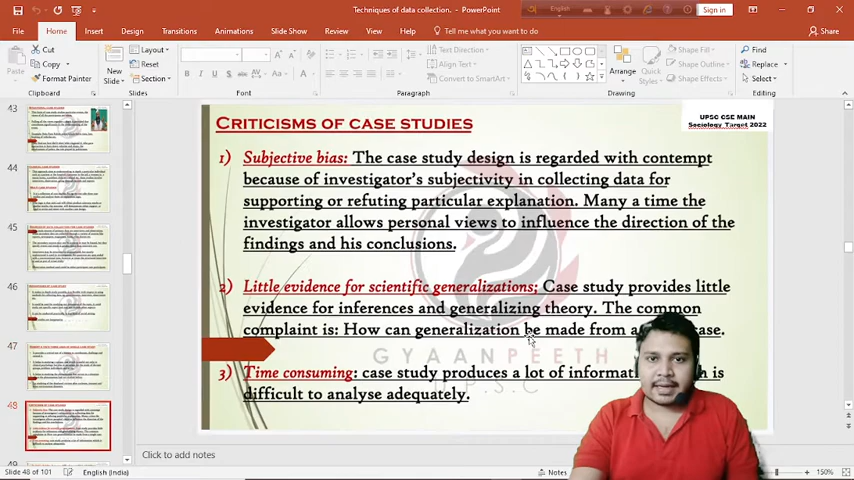 Techniques of data collection. - PowerPoint
English
Sign in
File Home Insert Design Transitions Animations Slide Show Review View Help Tell me what you want to do Share
Cut
Copy
Format Painter
Paste
Clipboard
New
Slide
Layout
Reset
Section
Slides
Font
Paragraph
Text Direction
Align Text
Convert to SmartArt
Arrange
Quick
Styles
Drawing
Shape Fill
Shape Outline
Shape Effects
Find
Replace
Select
Editing
43
44
45
46
47
48
49
CRITICISMS OF CASE STUDIES
UPSC CSE MAIN
Sociology Target 2022
1) Subjective bias: The case study design is regarded with contempt
because of investigator's subjectivity in collecting data for
supporting or refuting particular explanation. Many a time the
investigator allows personal views to influence the direction of the
findings and his conclusions.
2) Little evidence for scientific generalizations: Case study provides little
evidence for inferences and generalizing theory. The common
complaint is: How can generalization be made from a case.
GYAANPEETH
U.P.S.C
3) Time consuming: case study produces a lot of is
difficult to analyse adequately.
Click to add notes
Slide 48 of 101
English (India)
Notes
150%